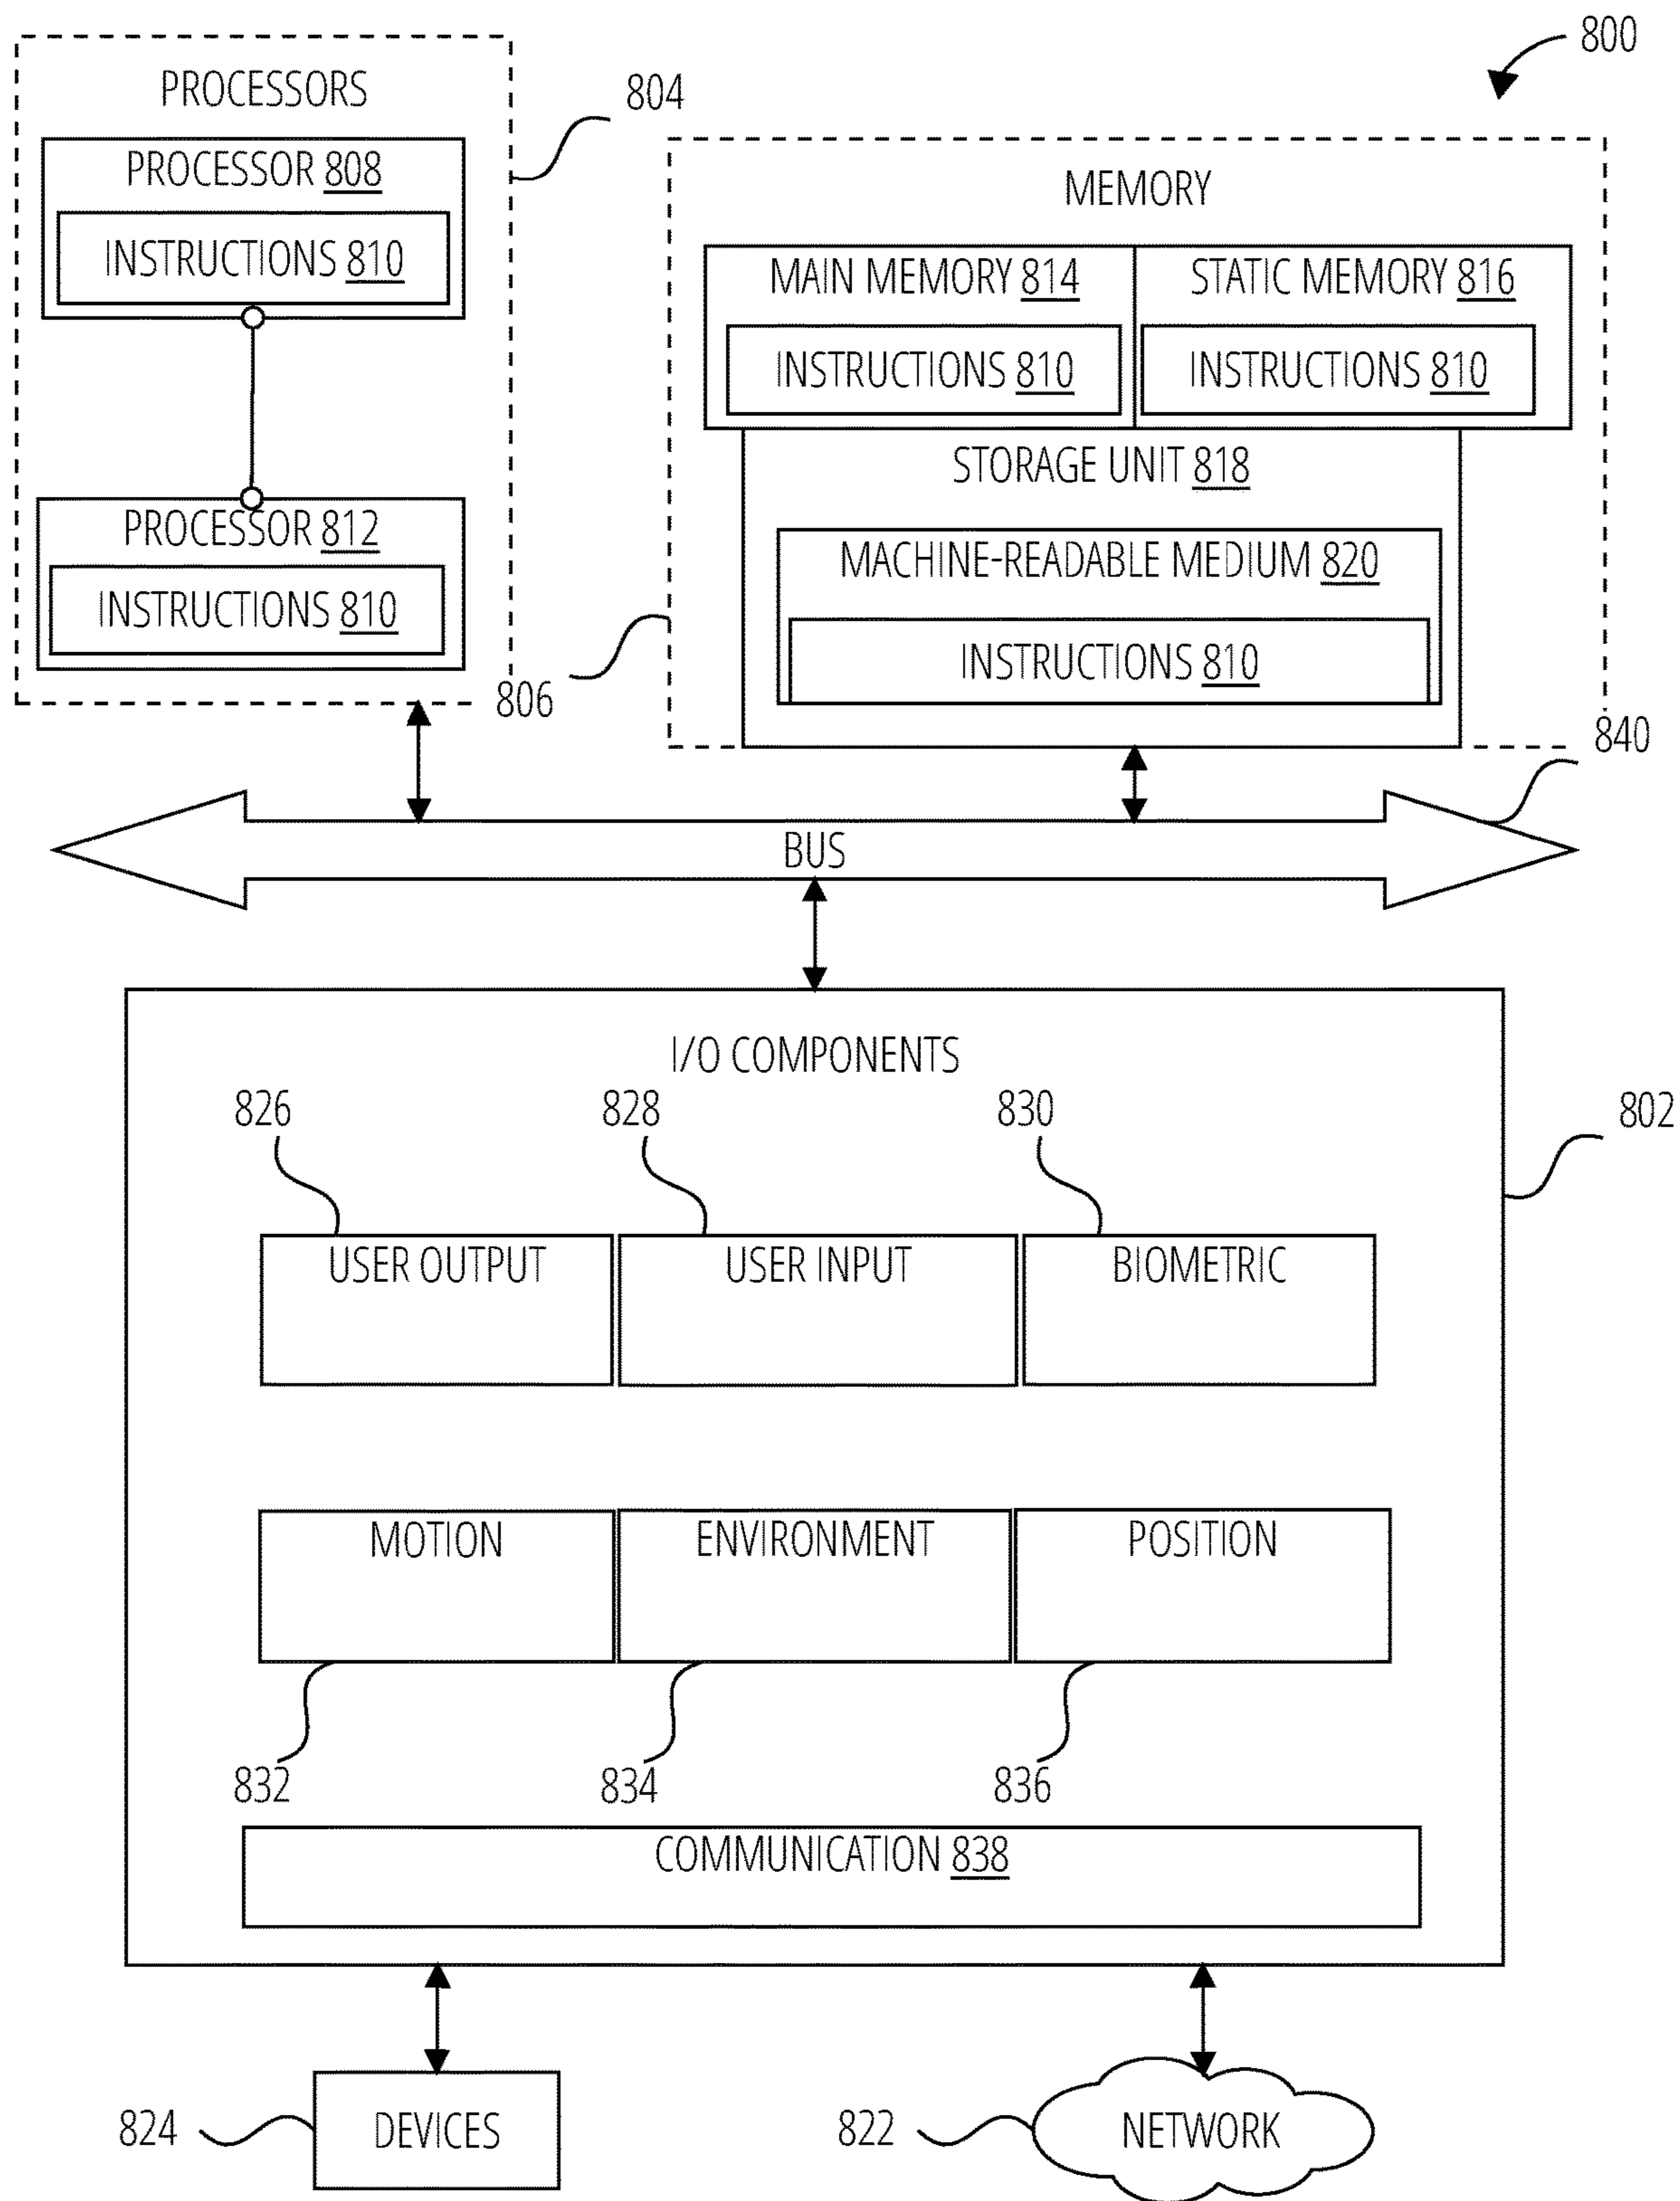 800
PROCESSORS
804
PROCESSOR 808
INSTRUCTIONS 810
PROCESSOR 812
INSTRUCTIONS 810
MEMORY
MAIN MEMORY 814
STATIC MEMORY 816
INSTRUCTIONS 810
INSTRUCTIONS 810
STORAGE UNIT 818
MACHINE-READABLE MEDIUM 820
INSTRUCTIONS 810
806
840
BUS
I/O COMPONENTS
802
826
828
830
USER OUTPUT
USER INPUT
BIOMETRIC
MOTION
ENVIRONMENT
POSITION
832
834
836
COMMUNICATION 838
824
DEVICES
822
NETWORK